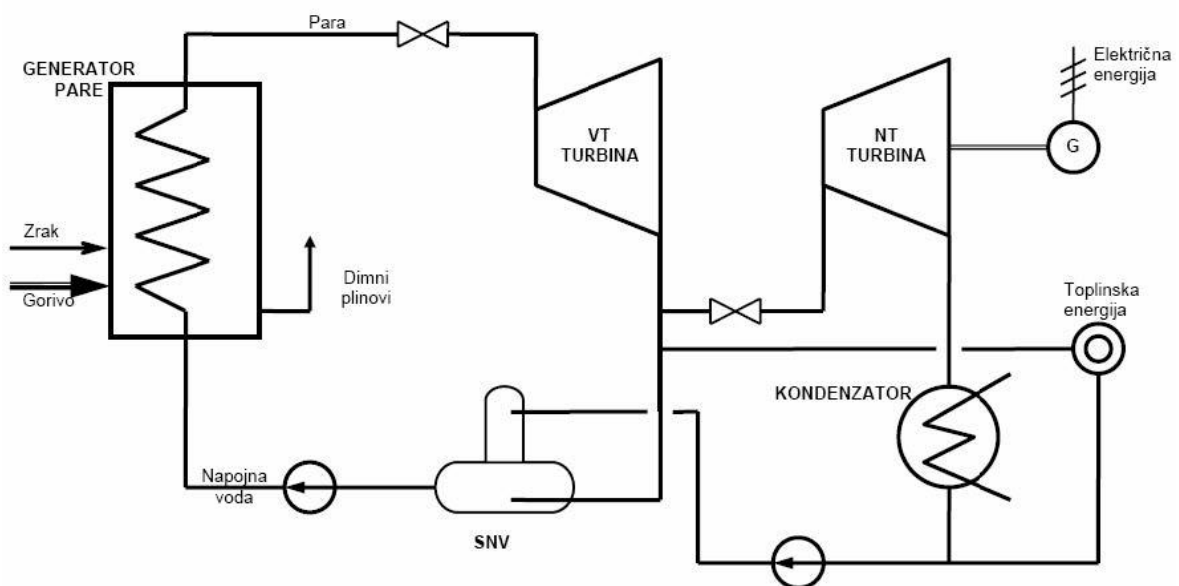 Para
GENERATOR
PARE
VT
TURBINA
NT
TURBINA
Električna
energija
G
Zrak
Gorivo
Dimni
plinovi
Toplinska
energija
KONDENZATOR
Napojna
voda
SNV